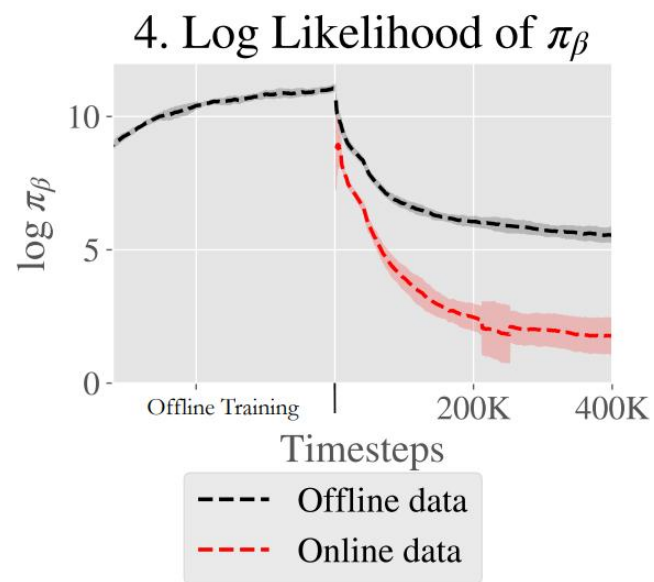 4. Log Likelihood of π_β
log π_β
10
5
0
Offline Training
200K
400K
Timesteps
Offline data
Online data